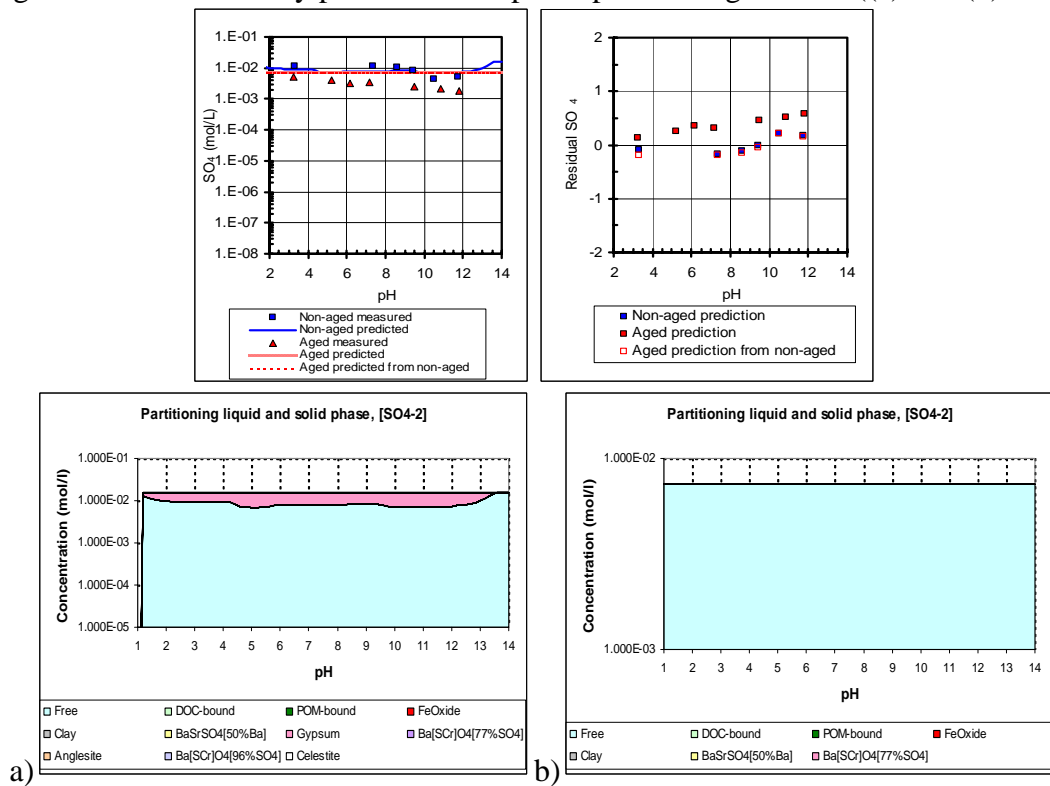 1.E-01
1.E-02
1.E-03
1.E-04
1.E-05
1.E-06
1.E-07
1.E-08
SO₄ (mol/L)
2 4 6 8 10 12 14
pH
Non-aged measured
Non-aged predicted
Aged measured
Aged predicted
Aged predicted from non-aged
2
1
0
-1
-2
Residual SO ₄
2 4 6 8 10 12 14
pH
Non-aged prediction
Aged prediction
Aged prediction from non-aged
Partitioning liquid and solid phase, [SO4-2]
1.000E-01
1.000E-02
1.000E-03
1.000E-04
1.000E-05
Concentration (mol/l)
1 2 3 4 5 6 7 8 9 10 11 12 13 14
pH
Free DOC-bound POM-bound FeOxide
Clay BaSrSO4[50%Ba] Gypsum Ba[SCr]O4[77%SO4]
Anglesite Ba[SCr]O4[96%SO4] Celestite
a)
Partitioning liquid and solid phase, [SO4-2]
1.000E-02
1.000E-03
Concentration (mol/l)
1 2 3 4 5 6 7 8 9 10 11 12 13 14
pH
Free DOC-bound POM-bound FeOxide
Clay BaSrSO4[50%Ba] Ba[SCr]O4[77%SO4]
b)